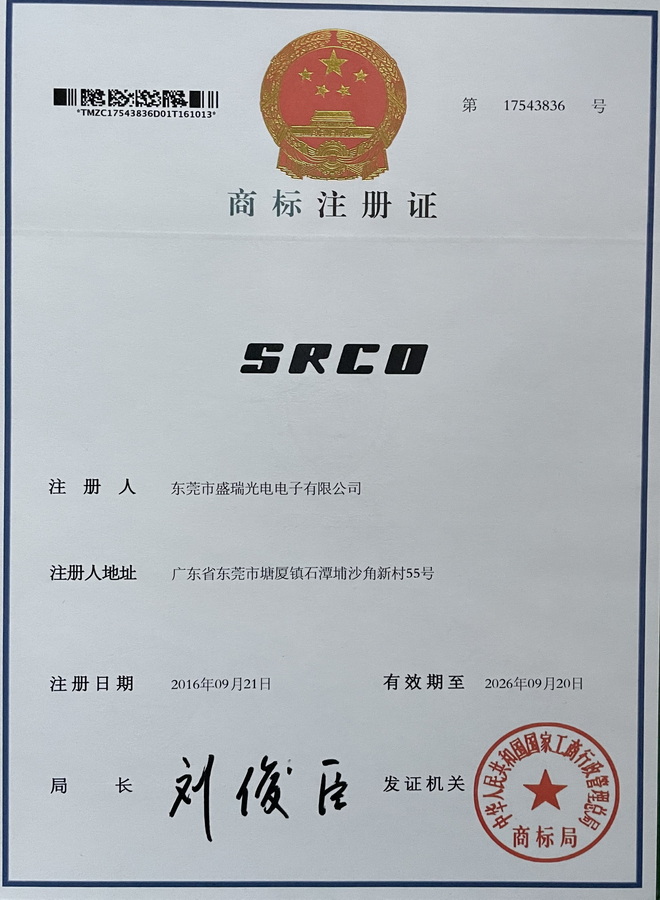 *TMZC17543836D01T161013*
第 17543836 号
商标注册证
SRCO
注册人 东莞市盛瑞光电电子有限公司
注册人地址 广东省东莞市塘厦镇石潭埔沙角新村55号
注册日期 2016年09月21日 有效期至 2026年09月20日
局长 刘俊臣 发证机关
中华人民共和国国家工商行政管理总局
商标局